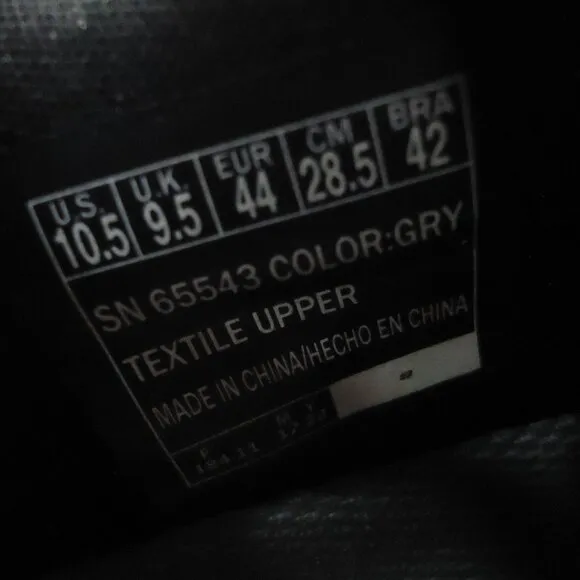 U.S. U.K. EUR CM BRA
10.5 9.5 44 28.5 42
SN 65543 COLOR:GRY
TEXTILE UPPER
MADE IN CHINA/HECHO EN CHINA